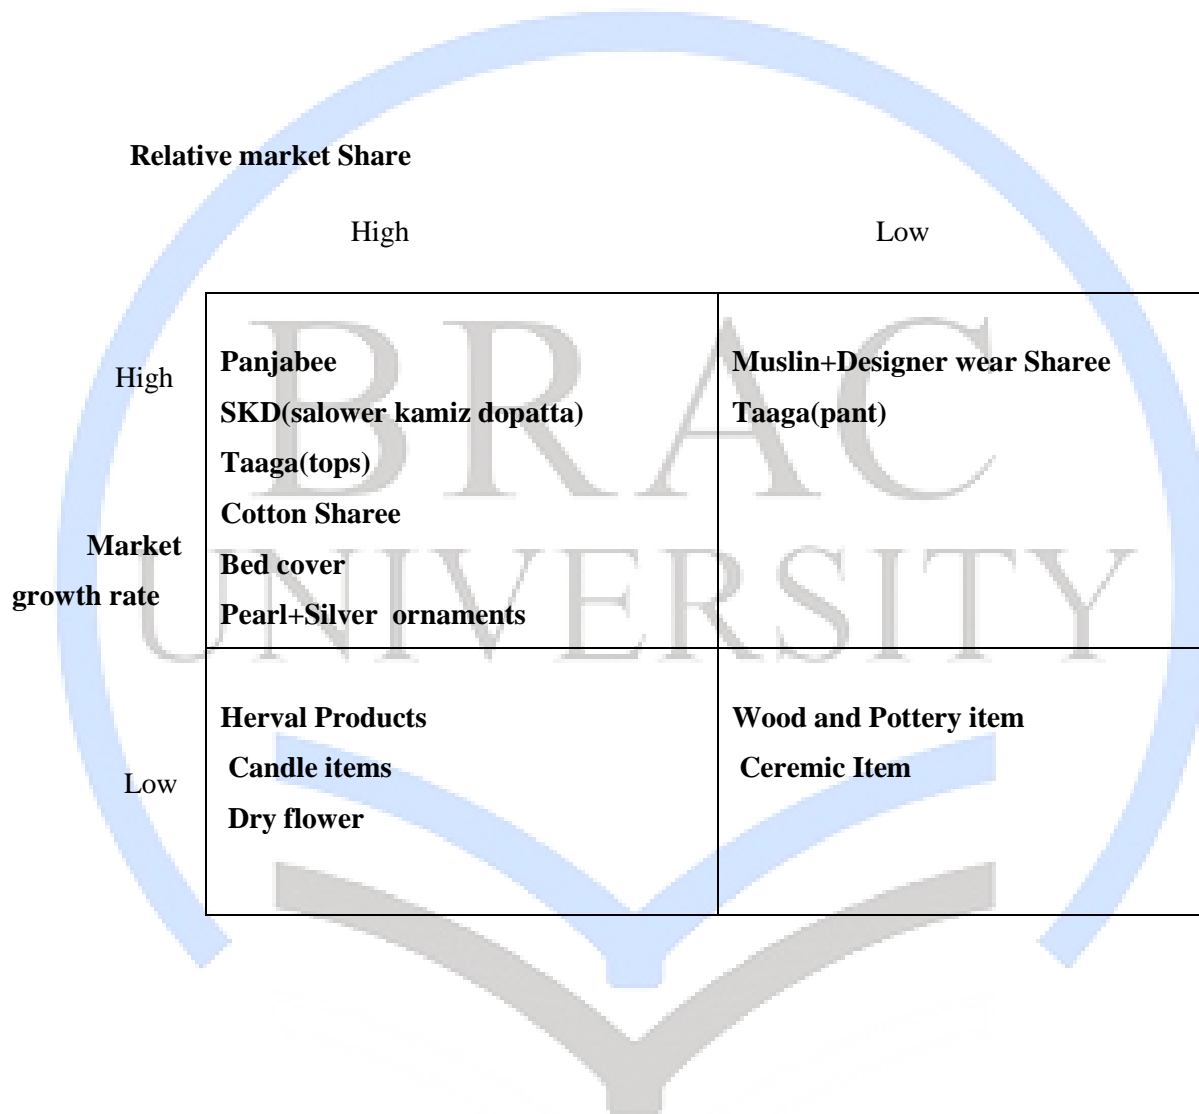 Relative market Share
High Low
High
Panjabee
SKD(salower kamiz dopatta)
Taaga(tops)
Cotton Sharee
Bed cover
Pearl+Silver ornaments
Muslin+Designer wear Sharee
Taaga(pant)
Market
growth rate
Low
Herval Products
Candle items
Dry flower
Wood and Pottery item
Ceremic Item
BRAC
UNIVERSITY